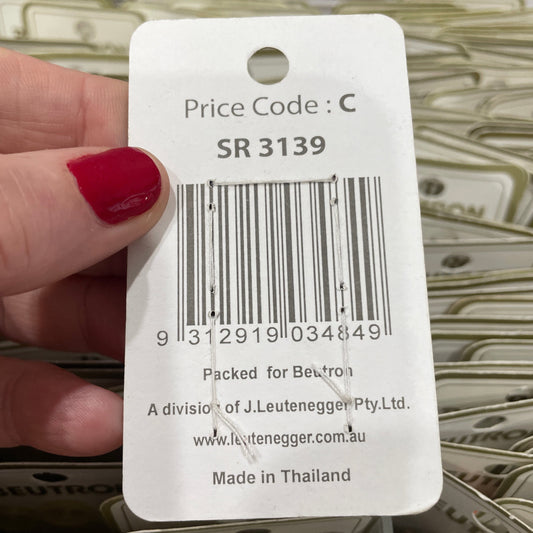 Price Code : C
SR 3139
9 312919 034849
Packed for Beutron
A division of J.Leutenegger Pty.Ltd.
www.leutenegger.com.au
Made in Thailand
BEUTRON